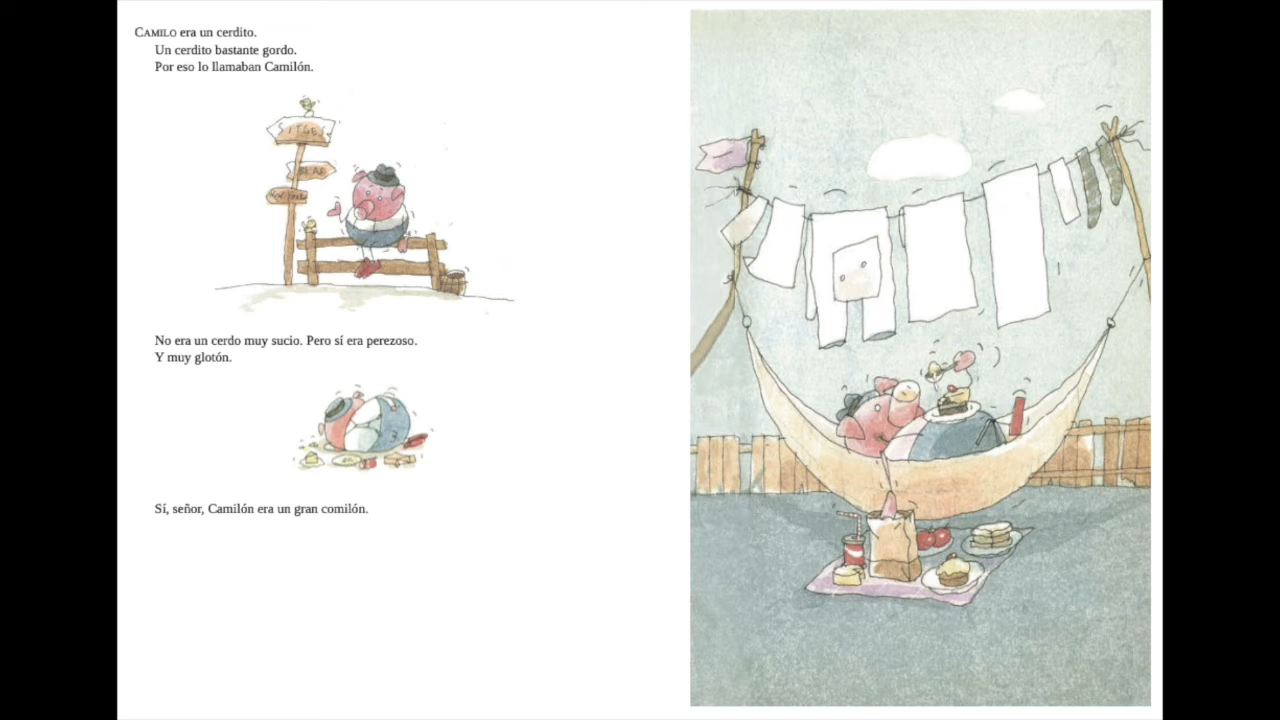 CAMILO era un cerdito.
Un cerdito bastante gordo.
Por eso lo llamaban Camilón.
No era un cerdo muy sucio. Pero sí era perezoso.
Y muy glotón.
Sí, señor, Camilón era un gran comilón.